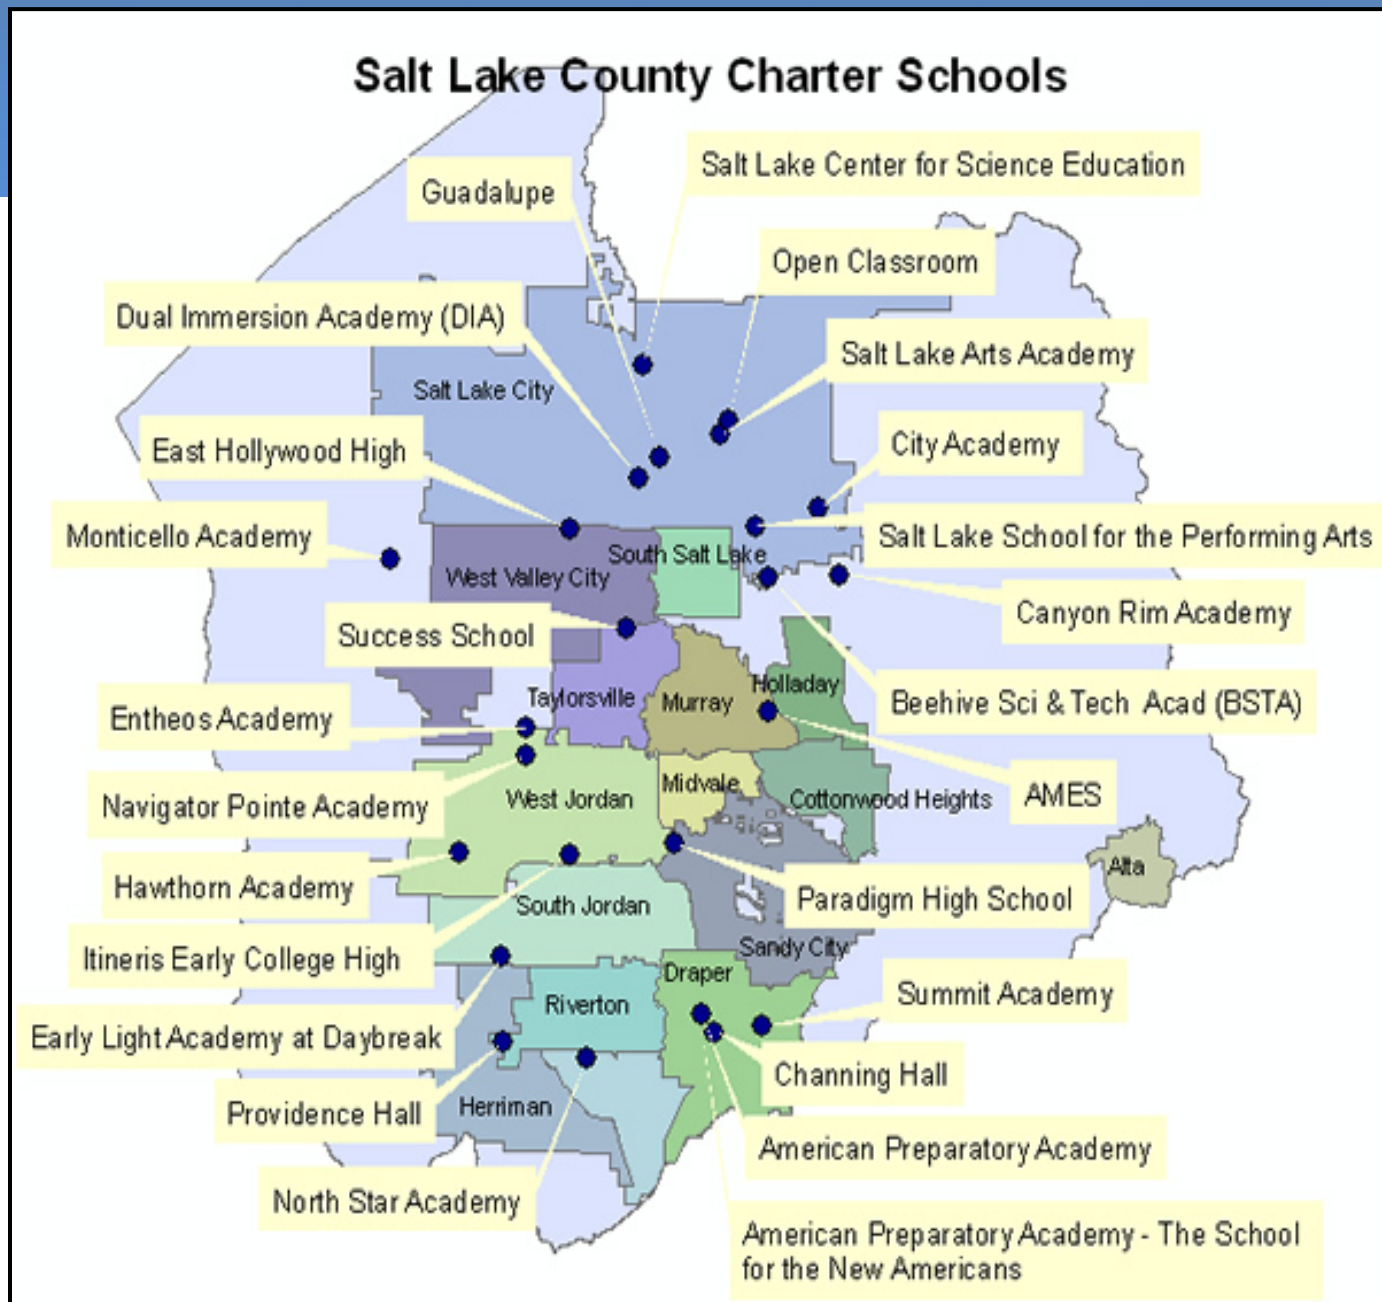 Salt Lake County Charter Schools
Salt Lake Center for Science Education
Guadalupe
Open Classroom
Dual Immersion Academy (DIA)
Salt Lake Arts Academy
Salt Lake City
City Academy
East Hollywood High
Monticello Academy
Salt Lake School for the Performing Arts
South Salt Lake
West Valley City
Canyon Rim Academy
Success School
Taylorsville
Murray
Holladay
Beehive Sci & Tech Acad (BSTA)
Entheos Academy
Midvale
AMES
Navigator Pointe Academy
West Jordan
Cottonwood Heights
Alta
Hawthorn Academy
Paradigm High School
South Jordan
Sandy City
Itineris Early College High
Draper
Summit Academy
Riverton
Early Light Academy at Daybreak
Channing Hall
Providence Hall
Herriman
American Preparatory Academy
North Star Academy
American Preparatory Academy - The School
for the New Americans